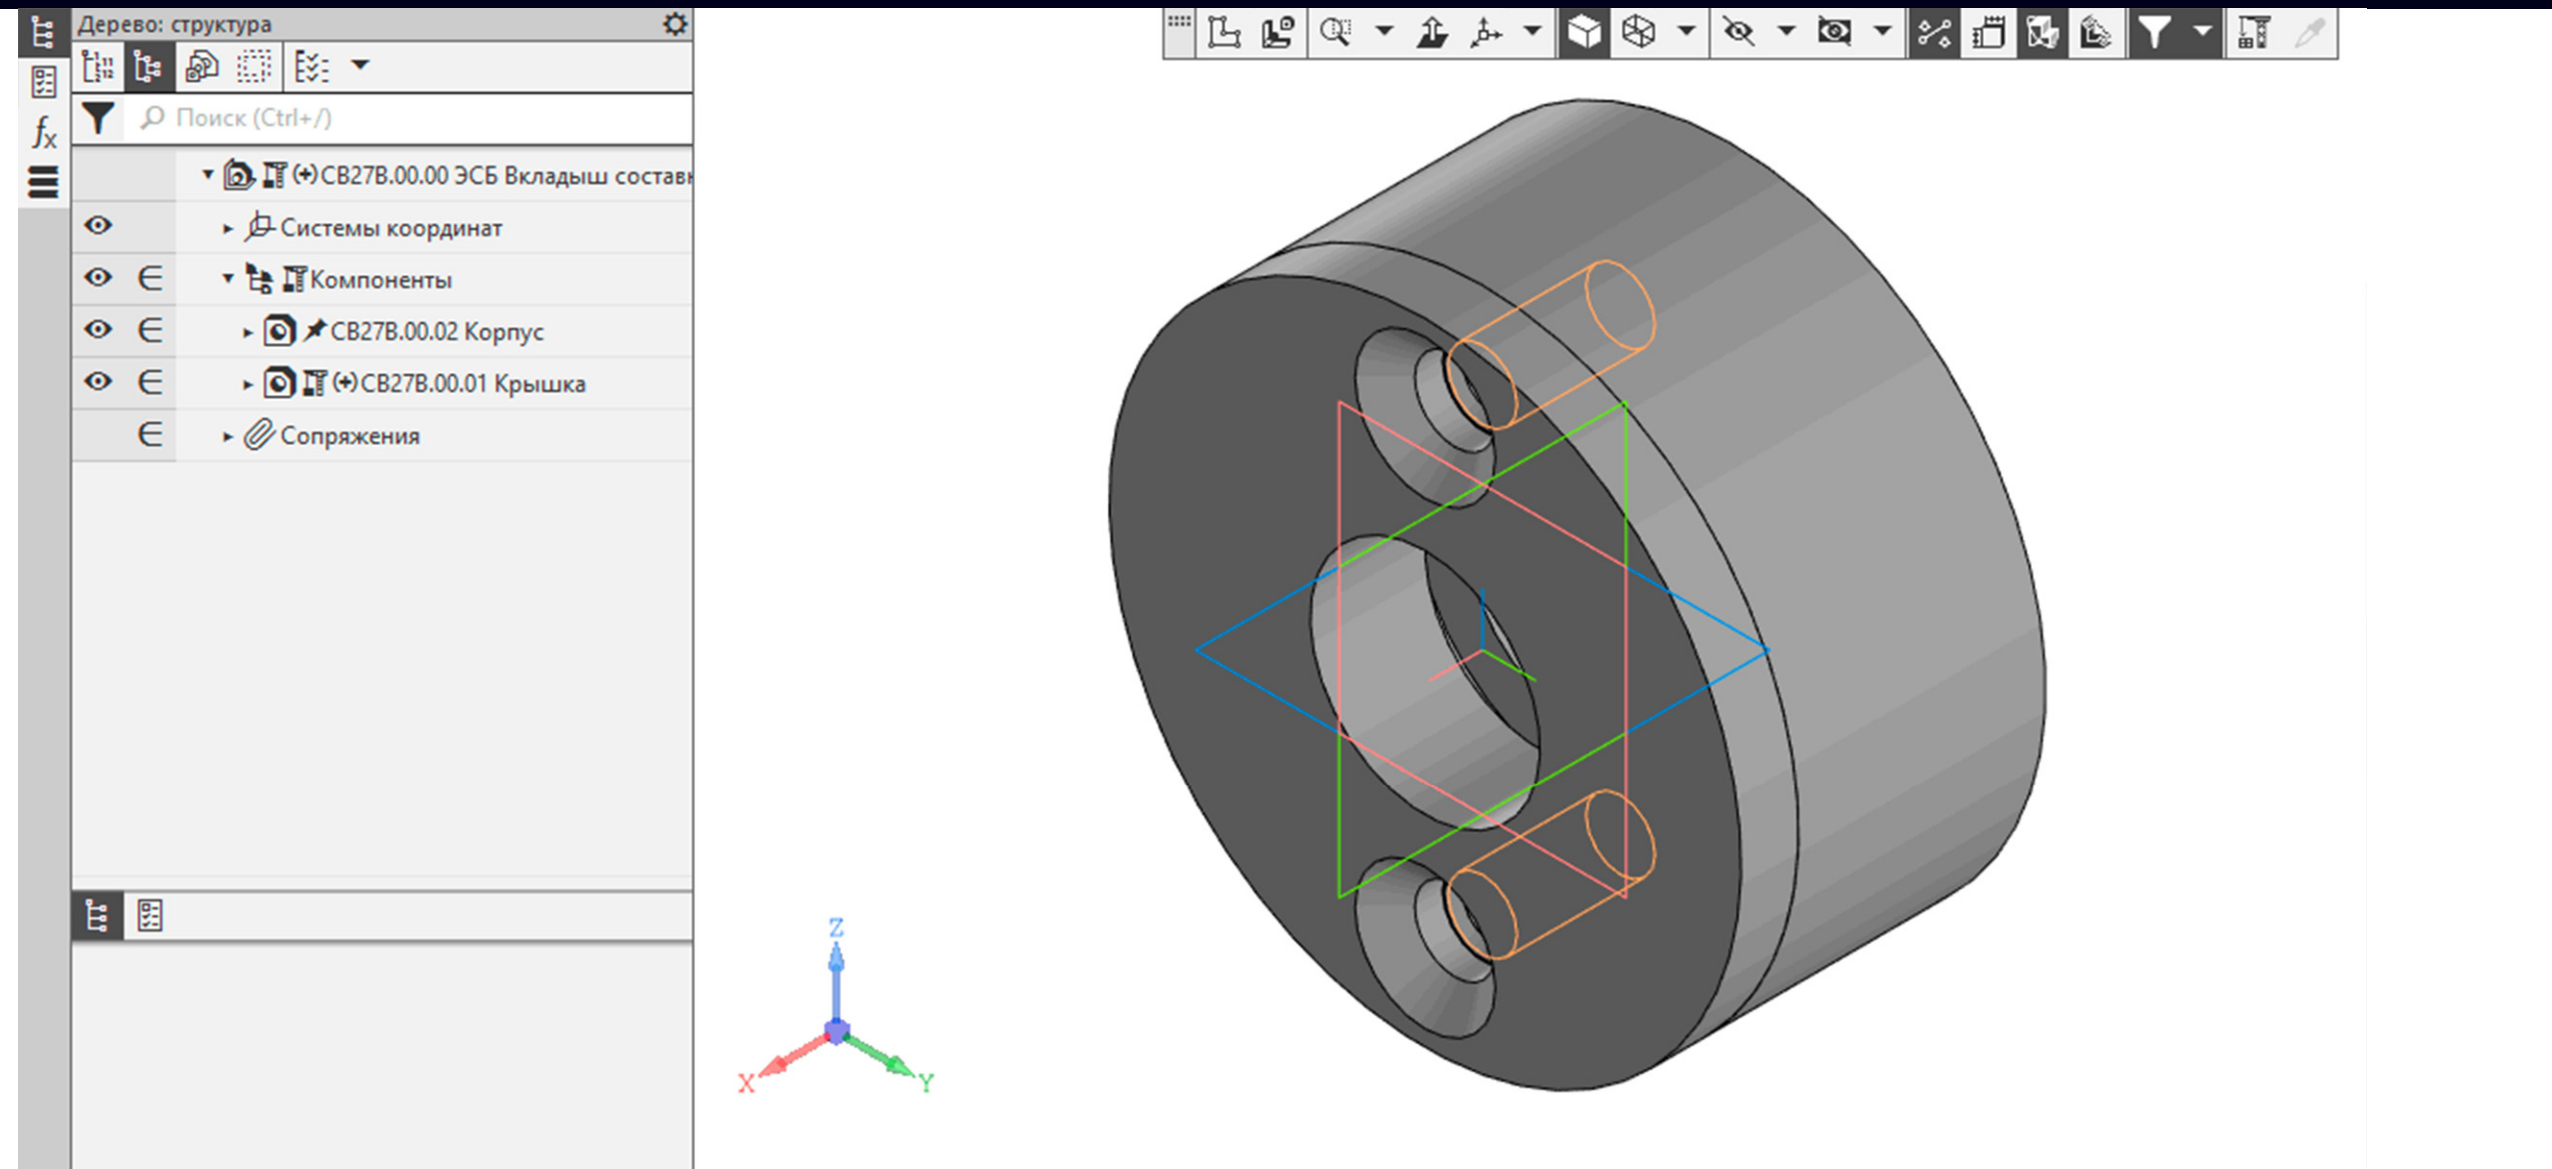 Дерево: структура
Поиск (Ctrl+/)
(+)СВ27В.00.00 ЭСБ Вкладыш состав
Системы координат
Компоненты
СВ27В.00.02 Корпус
(+)СВ27В.00.01 Крышка
Сопряжения
Z
X
Y